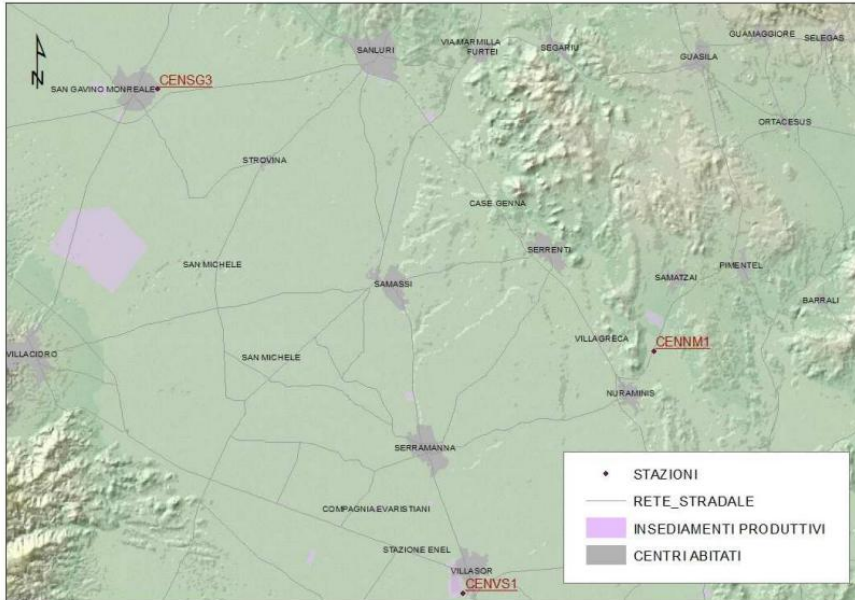 GUAMAGGIORE
SELEGAS
SANLURI
VIA MARMILLA
FURTEI
SEGARIU
GUASILA
CENSG3
SAN GAVINO MONREALE
N
ORTACESUS
STROVINA
CASE GENNA
SERRENTI
SAN MICHELE
PIMENTEL
SAMATZAI
SAMASSI
BARRALI
VILLAGRECA
CENNM1
VILLACIDRO
SAN MICHELE
NURAMINIS
SERRAMANNA
COMPAGNIA EVARISTIANI
STAZIONE ENEL
VILLASOR
CENVS1
STAZIONI
RETE_STRADALE
INSEDIAMENTI PRODUTTIVI
CENTRI ABITATI